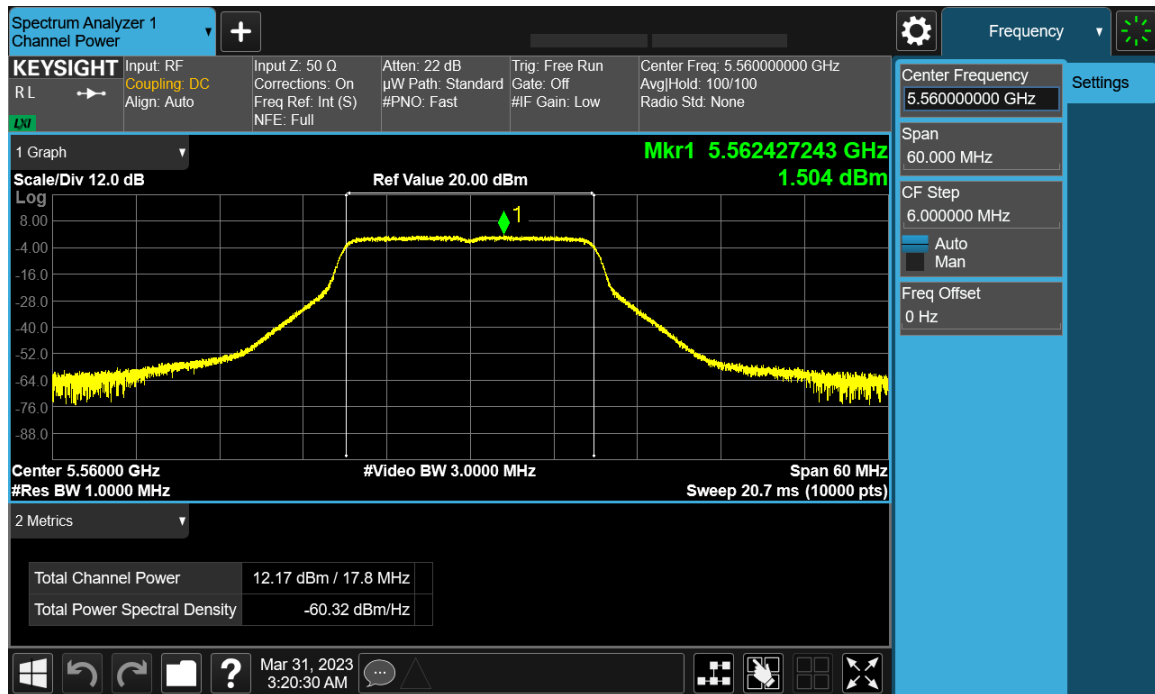 Spectrum Analyzer 1
Channel Power
Frequency
KEYSIGHT
R L
LXI
Input: RF
Coupling: DC
Align: Auto
Input Z: 50 Ω
Corrections: On
Freq Ref: Int (S)
NFE: Full
Atten: 22 dB
µW Path: Standard
#PNO: Fast
Trig: Free Run
Gate: Off
#IF Gain: Low
Center Freq: 5.560000000 GHz
Avg|Hold: 100/100
Radio Std: None
Center Frequency
5.560000000 GHz
Settings
Span
60.000 MHz
CF Step
6.000000 MHz
Auto
Man
Freq Offset
0 Hz
1 Graph
Mkr1 5.562427243 GHz
1.504 dBm
Scale/Div 12.0 dB
Ref Value 20.00 dBm
Log
1
8.00
-4.00
-16.0
-28.0
-40.0
-52.0
-64.0
-76.0
-88.0
Center 5.56000 GHz
#Video BW 3.0000 MHz
Span 60 MHz
#Res BW 1.0000 MHz
Sweep 20.7 ms (10000 pts)
2 Metrics
Total Channel Power 12.17 dBm / 17.8 MHz
Total Power Spectral Density -60.32 dBm/Hz
?
Mar 31, 2023
3:20:30 AM